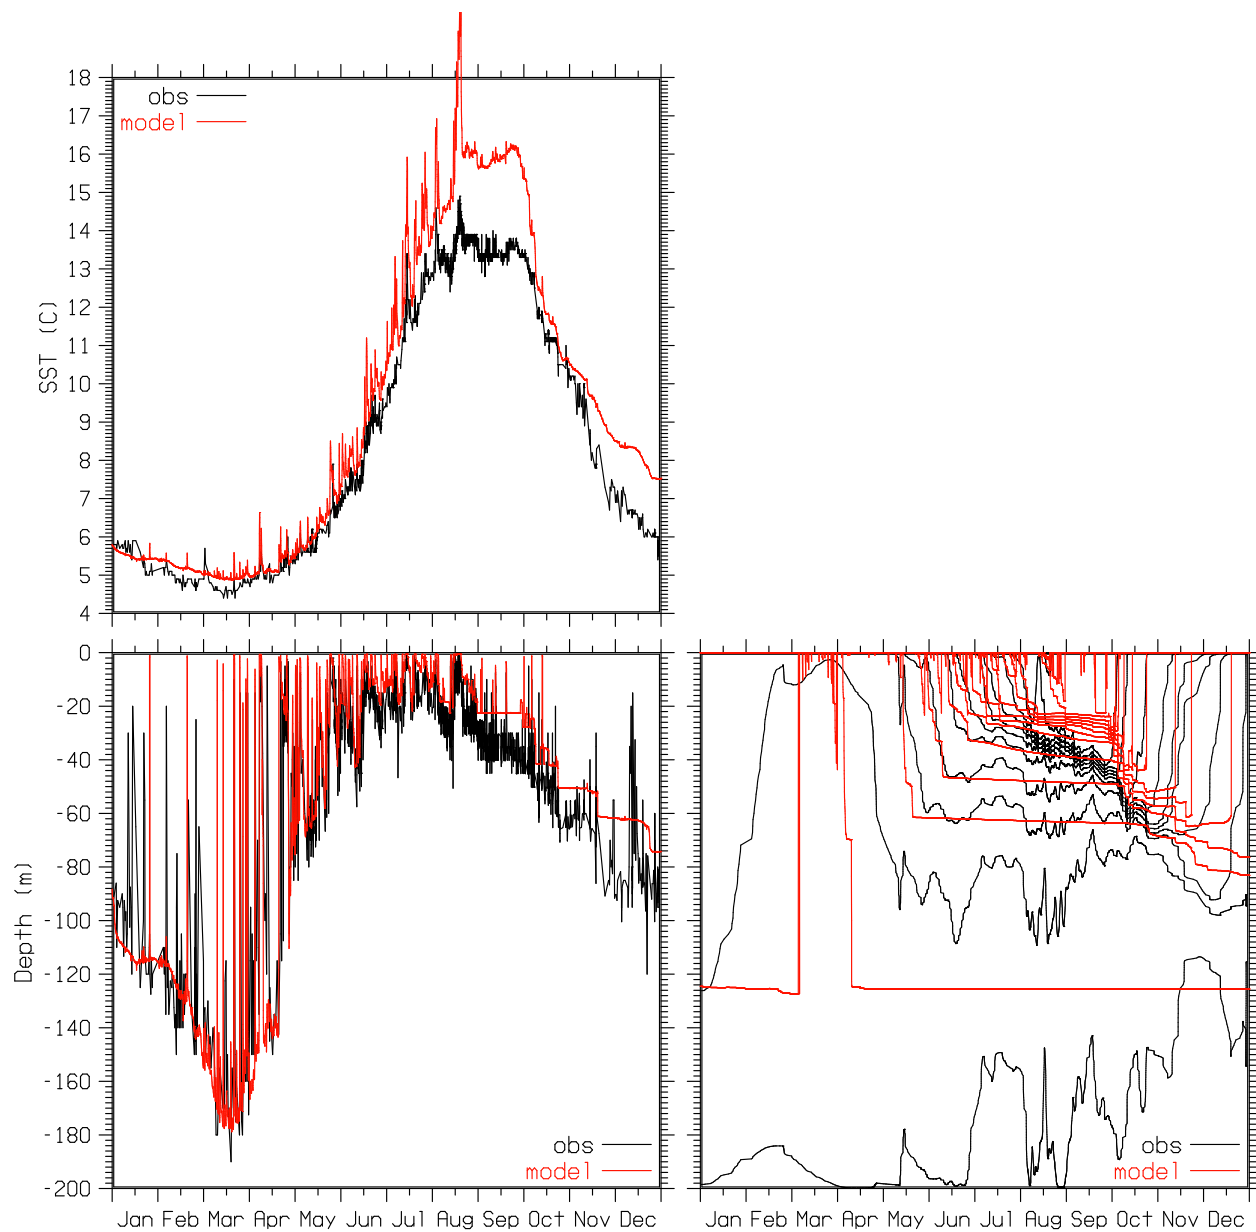 18
17
16
15
14
13
12
11
10
9
8
7
6
5
4
SST (C)
obs
model
0
-20
-40
-60
-80
-100
-120
-140
-160
-180
-200
Depth (m)
obs
model
obs
model
Jan Feb Mar Apr May Jun Jul Aug Sep Oct Nov Dec
Jan Feb Mar Apr May Jun Jul Aug Sep Oct Nov Dec